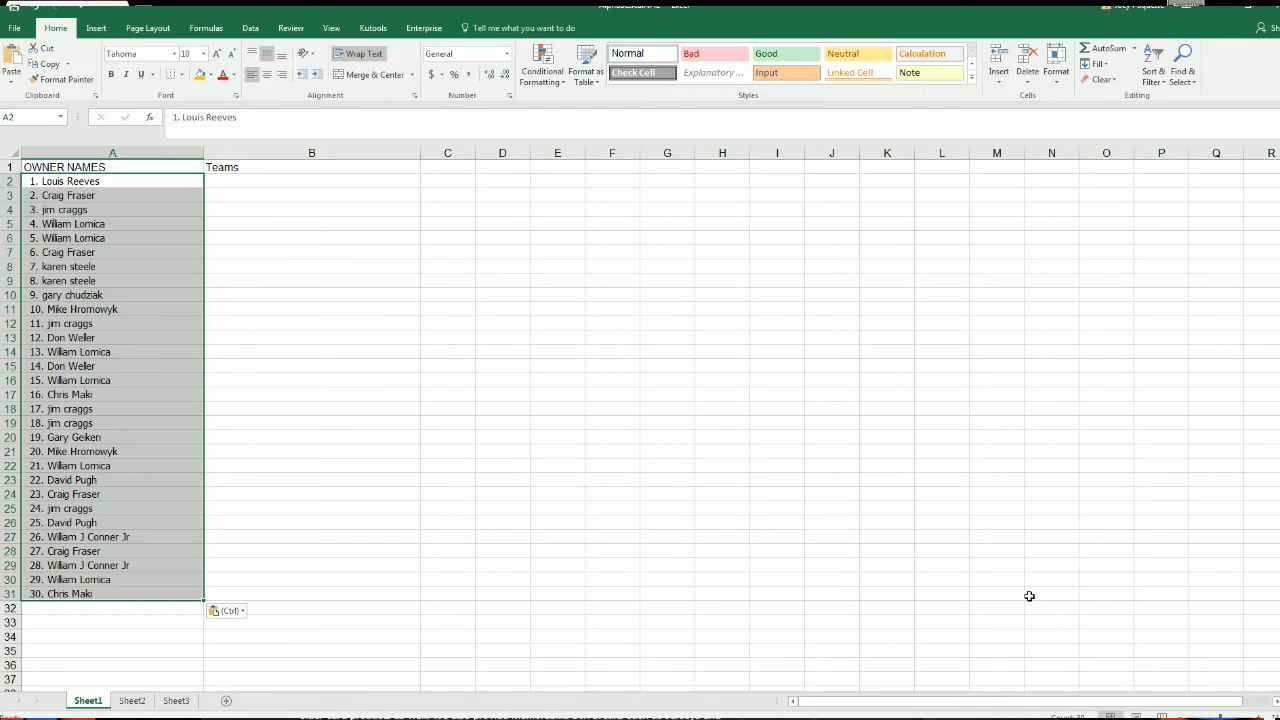 File Home Insert Page Layout Formulas Data Review View Kutools Enterprise Tell me what you want to do
Cut
Copy
Format Painter
Paste
Clipboard
Tahoma 10
B I U
Font
Wrap Text
Merge & Center
Alignment
General
$ % ,
Number
Conditional Formatting
Format as Table
Normal Bad Good Neutral Calculation
Check Cell Explanatory ... Input Linked Cell Note
Styles
Insert Delete Format
Cells
AutoSum
Fill
Clear
Sort & Filter
Find & Select
Editing
A2 fx 1. Louis Reeves
A B C D E F G H I J K L M N O P Q R
1 OWNER NAMES Teams
2 1. Louis Reeves
3 2. Craig Fraser
4 3. jim craggs
5 4. William Lomica
6 5. William Lomica
7 6. Craig Fraser
8 7. karen steele
9 8. karen steele
10 9. gary chudziak
11 10. Mike Hromowyk
12 11. jim craggs
13 12. Don Weller
14 13. William Lomica
15 14. Don Weller
16 15. William Lomica
17 16. Chris Maki
18 17. jim craggs
19 18. jim craggs
20 19. Gary Geiken
21 20. Mike Hromowyk
22 21. William Lomica
23 22. David Pugh
24 23. Craig Fraser
25 24. jim craggs
26 25. David Pugh
27 26. William J Conner Jr
28 27. Craig Fraser
29 28. William J Conner Jr
30 29. William Lomica
31 30. Chris Maki
32 (Ctrl)
33
34
35
36
37
Sheet1 Sheet2 Sheet3